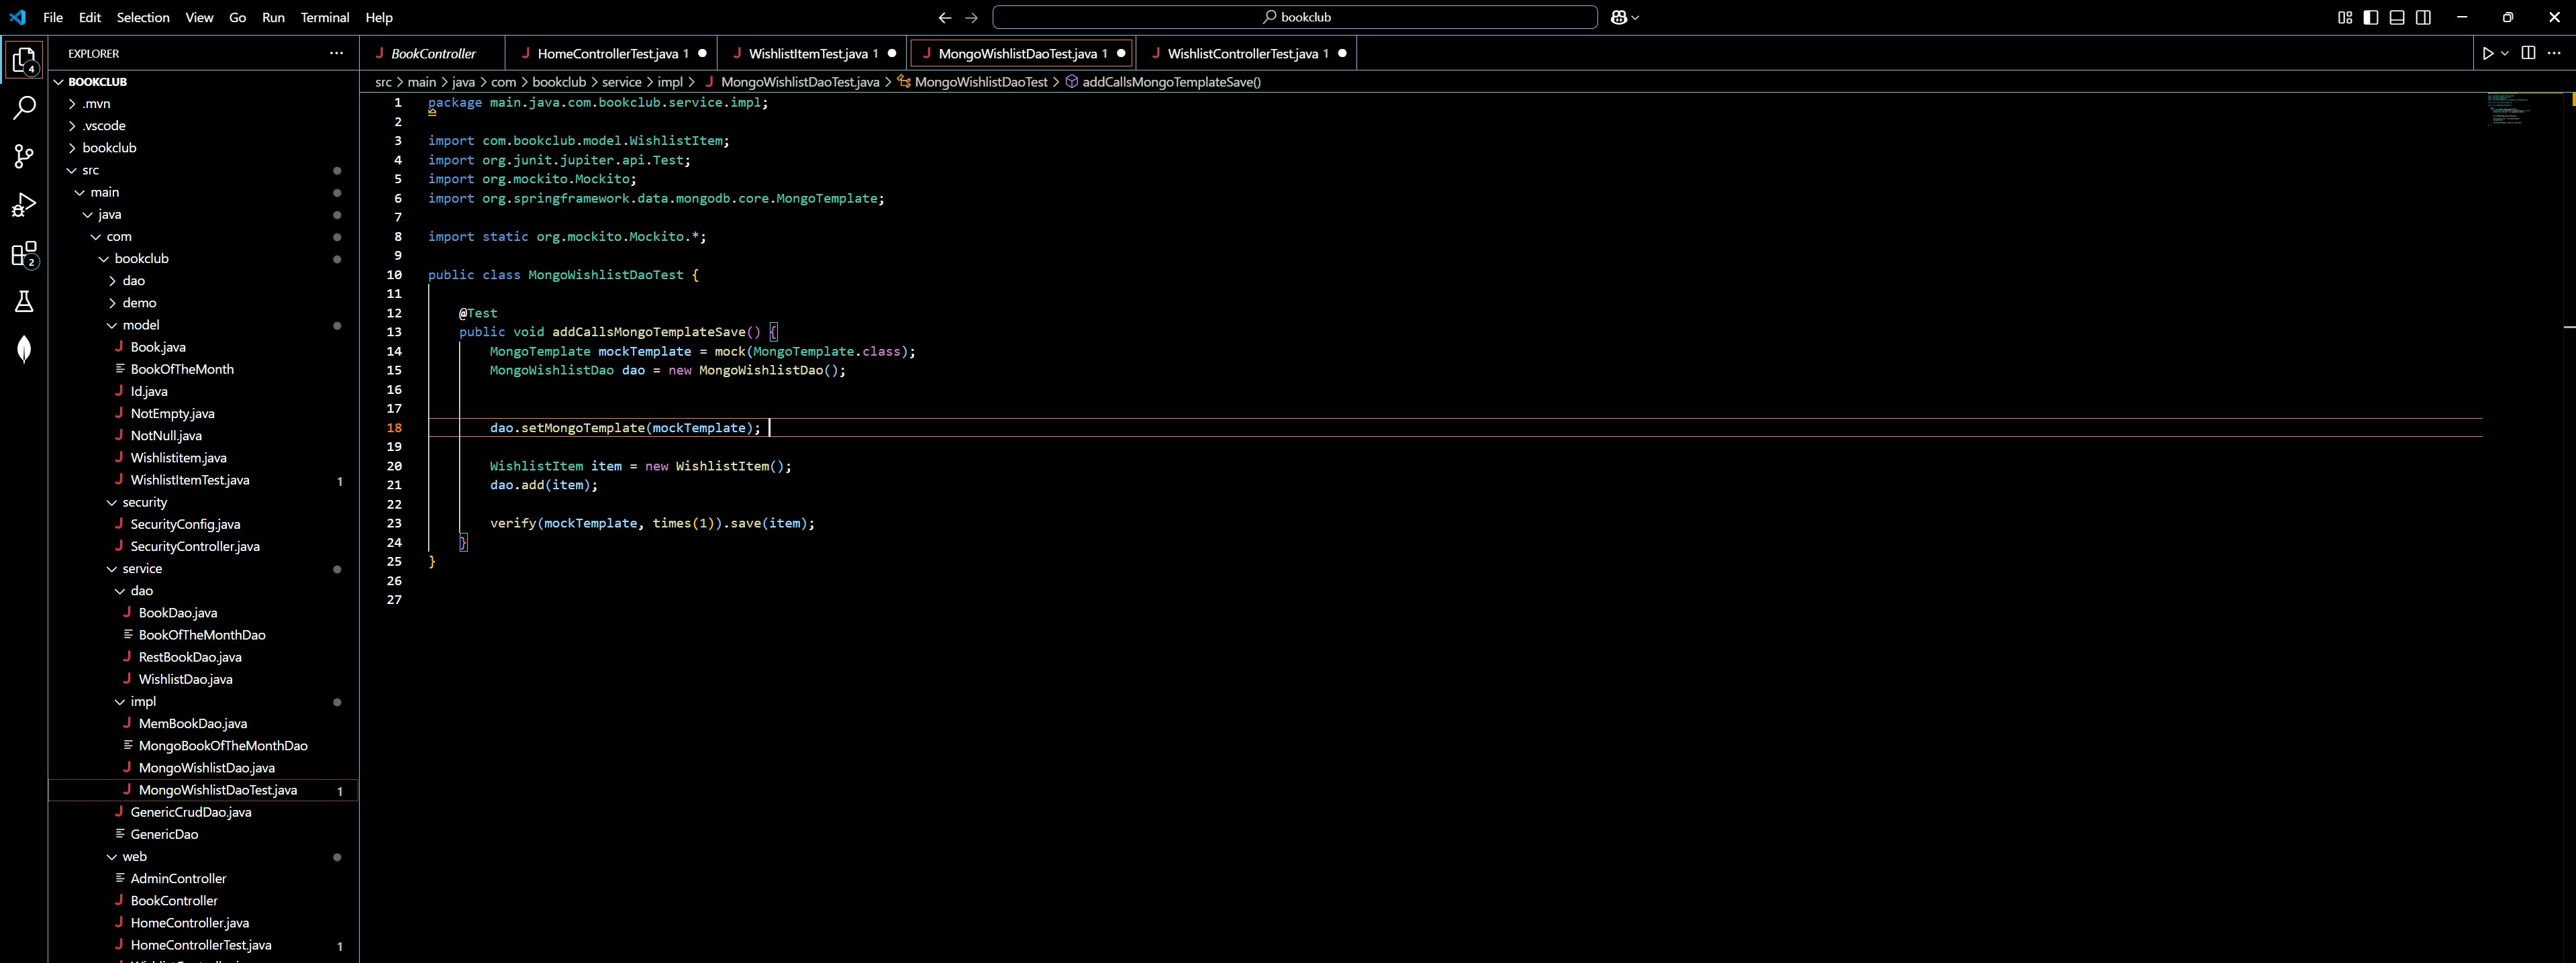 File Edit Selection View Go Run Terminal Help
bookclub
EXPLORER
BOOKCLUB
.mvn
.vscode
bookclub
src
main
java
com
bookclub
dao
demo
model
Book.java
BookOfTheMonth
Id.java
NotEmpty.java
NotNull.java
Wishlistitem.java
WishlistItemTest.java 1
security
SecurityConfig.java
SecurityController.java
service
dao
BookDao.java
BookOfTheMonthDao
RestBookDao.java
WishlistDao.java
impl
MemBookDao.java
MongoBookOfTheMonthDao
MongoWishlistDao.java
MongoWishlistDaoTest.java 1
GenericCrudDao.java
GenericDao
web
AdminController
BookController
HomeController.java
HomeControllerTest.java 1
4
2
BookController HomeControllerTest.java 1 WishlistItemTest.java 1 MongoWishlistDaoTest.java 1 WishlistControllerTest.java 1
src > main > java > com > bookclub > service > impl > MongoWishlistDaoTest.java > MongoWishlistDaoTest > addCallsMongoTemplateSave()
1 package main.java.com.bookclub.service.impl;
2
3 import com.bookclub.model.WishlistItem;
4 import org.junit.jupiter.api.Test;
5 import org.mockito.Mockito;
6 import org.springframework.data.mongodb.core.MongoTemplate;
7
8 import static org.mockito.Mockito.*;
9
10 public class MongoWishlistDaoTest {
11
12 @Test
13 public void addCallsMongoTemplateSave() {
14 MongoTemplate mockTemplate = mock(MongoTemplate.class);
15 MongoWishlistDao dao = new MongoWishlistDao();
16
17
18 dao.setMongoTemplate(mockTemplate);
19
20 WishlistItem item = new WishlistItem();
21 dao.add(item);
22
23 verify(mockTemplate, times(1)).save(item);
24 }
25 }
26
27